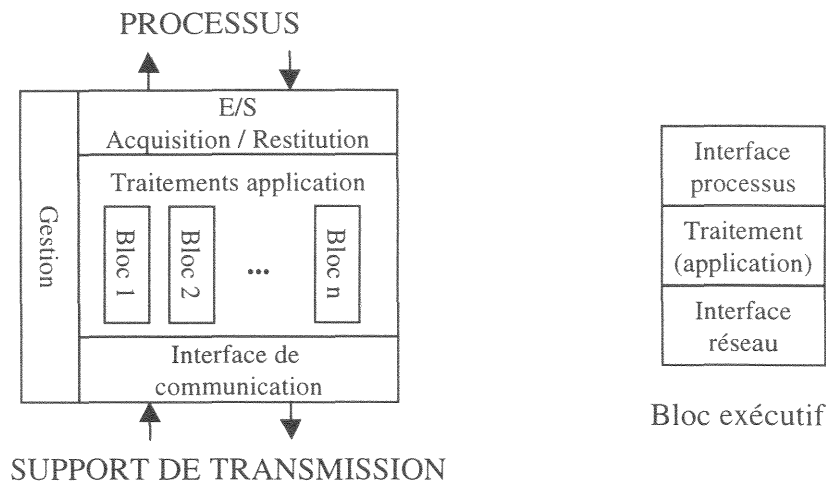 PROCESSUS
E/S
Acquisition / Restitution
Gestion
Traitements application
Bloc 1
Bloc 2
...
Bloc n
Interface de
communication
SUPPORT DE TRANSMISSION
Interface
processus
Traitement
(application)
Interface
réseau
Bloc exécutif